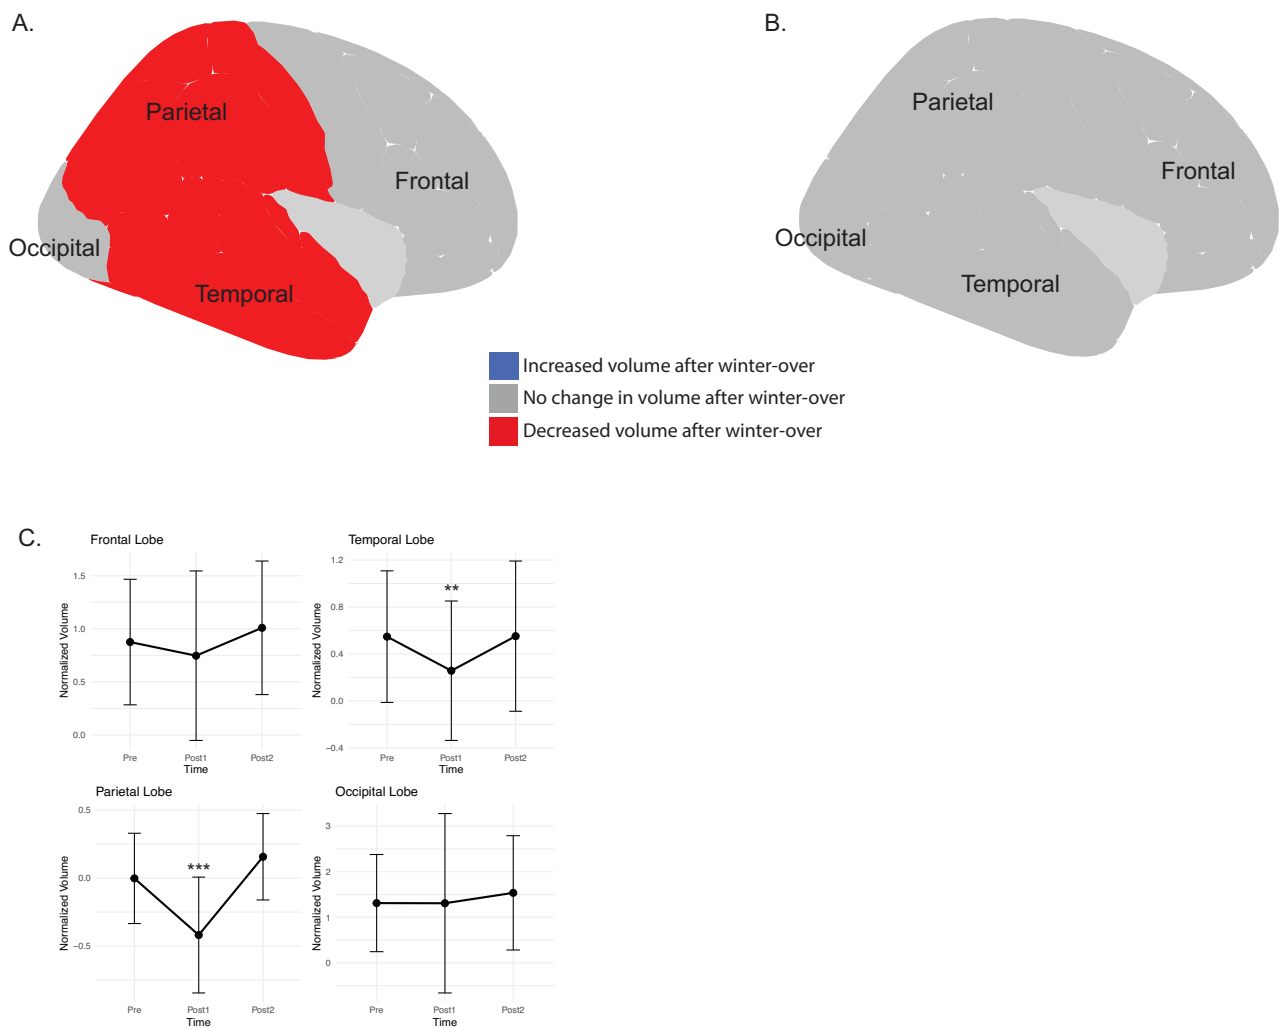 A.
B.
Parietal
Frontal
Occipital
Temporal
Parietal
Frontal
Occipital
Temporal
Increased volume after winter-over
No change in volume after winter-over
Decreased volume after winter-over
C.
Frontal Lobe
Normalized Volume
1.5
1.0
0.5
0.0
Pre
Post1
Post2
Time
Temporal Lobe
Normalized Volume
1.2
0.8
0.4
0.0
−0.4
**
Pre
Post1
Post2
Time
Parietal Lobe
Normalized Volume
0.5
0.0
−0.5
***
Pre
Post1
Post2
Time
Occipital Lobe
Normalized Volume
3
2
1
0
Pre
Post1
Post2
Time